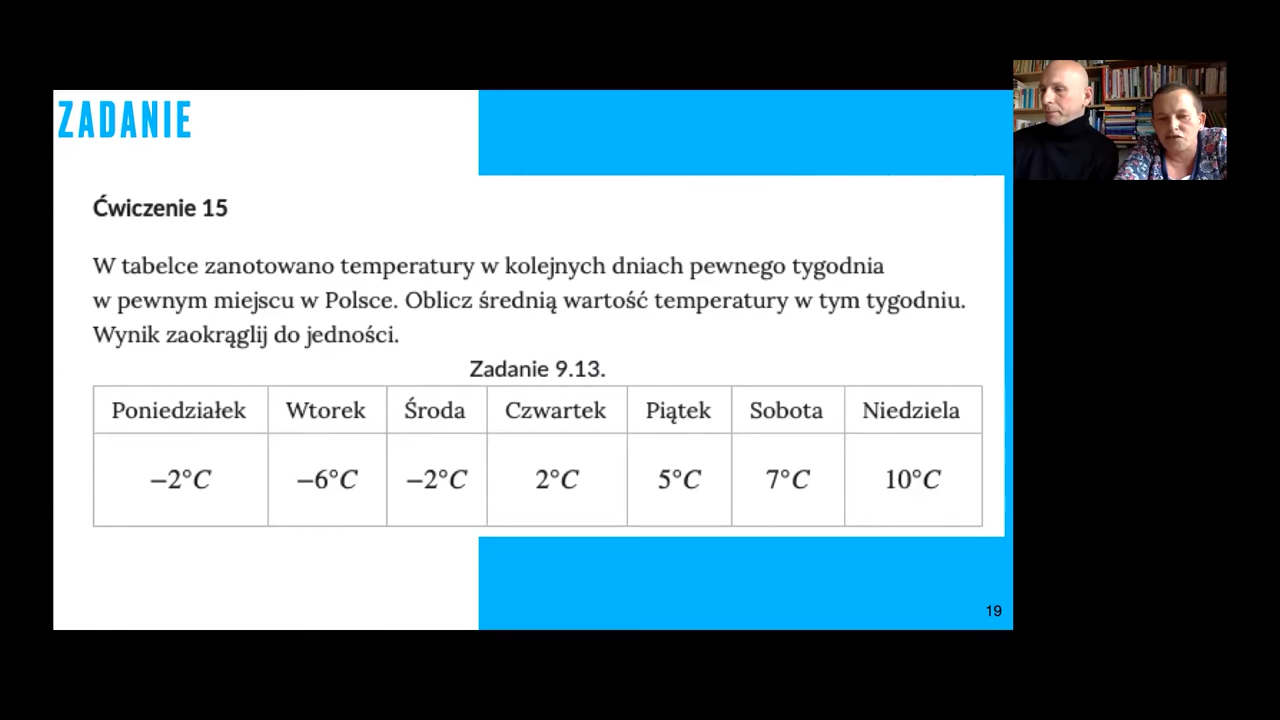 ZADANIE
Ćwiczenie 15
W tabelce zanotowano temperatury w kolejnych dniach pewnego tygodnia
w pewnym miejscu w Polsce. Oblicz średnią wartość temperatury w tym tygodniu.
Wynik zaokrąglij do jedności.
Zadanie 9.13.
Poniedziałek Wtorek Środa Czwartek Piątek Sobota Niedziela
−2°C −6°C −2°C 2°C 5°C 7°C 10°C
19